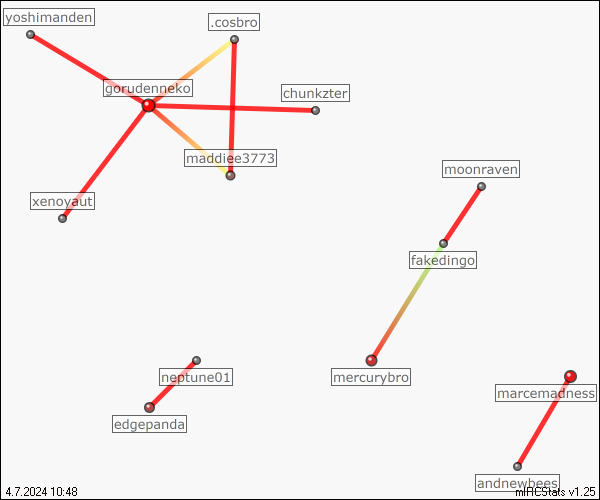 yoshimanden
.cosbro
gorudenneko
chunkzter
maddiee3773
moonraven
xenoyaut
fakedingo
neptune01
mercurybro
marcemadness
edgepanda
andnewbees
4.7.2024 10:48
mIRCStats v1.25